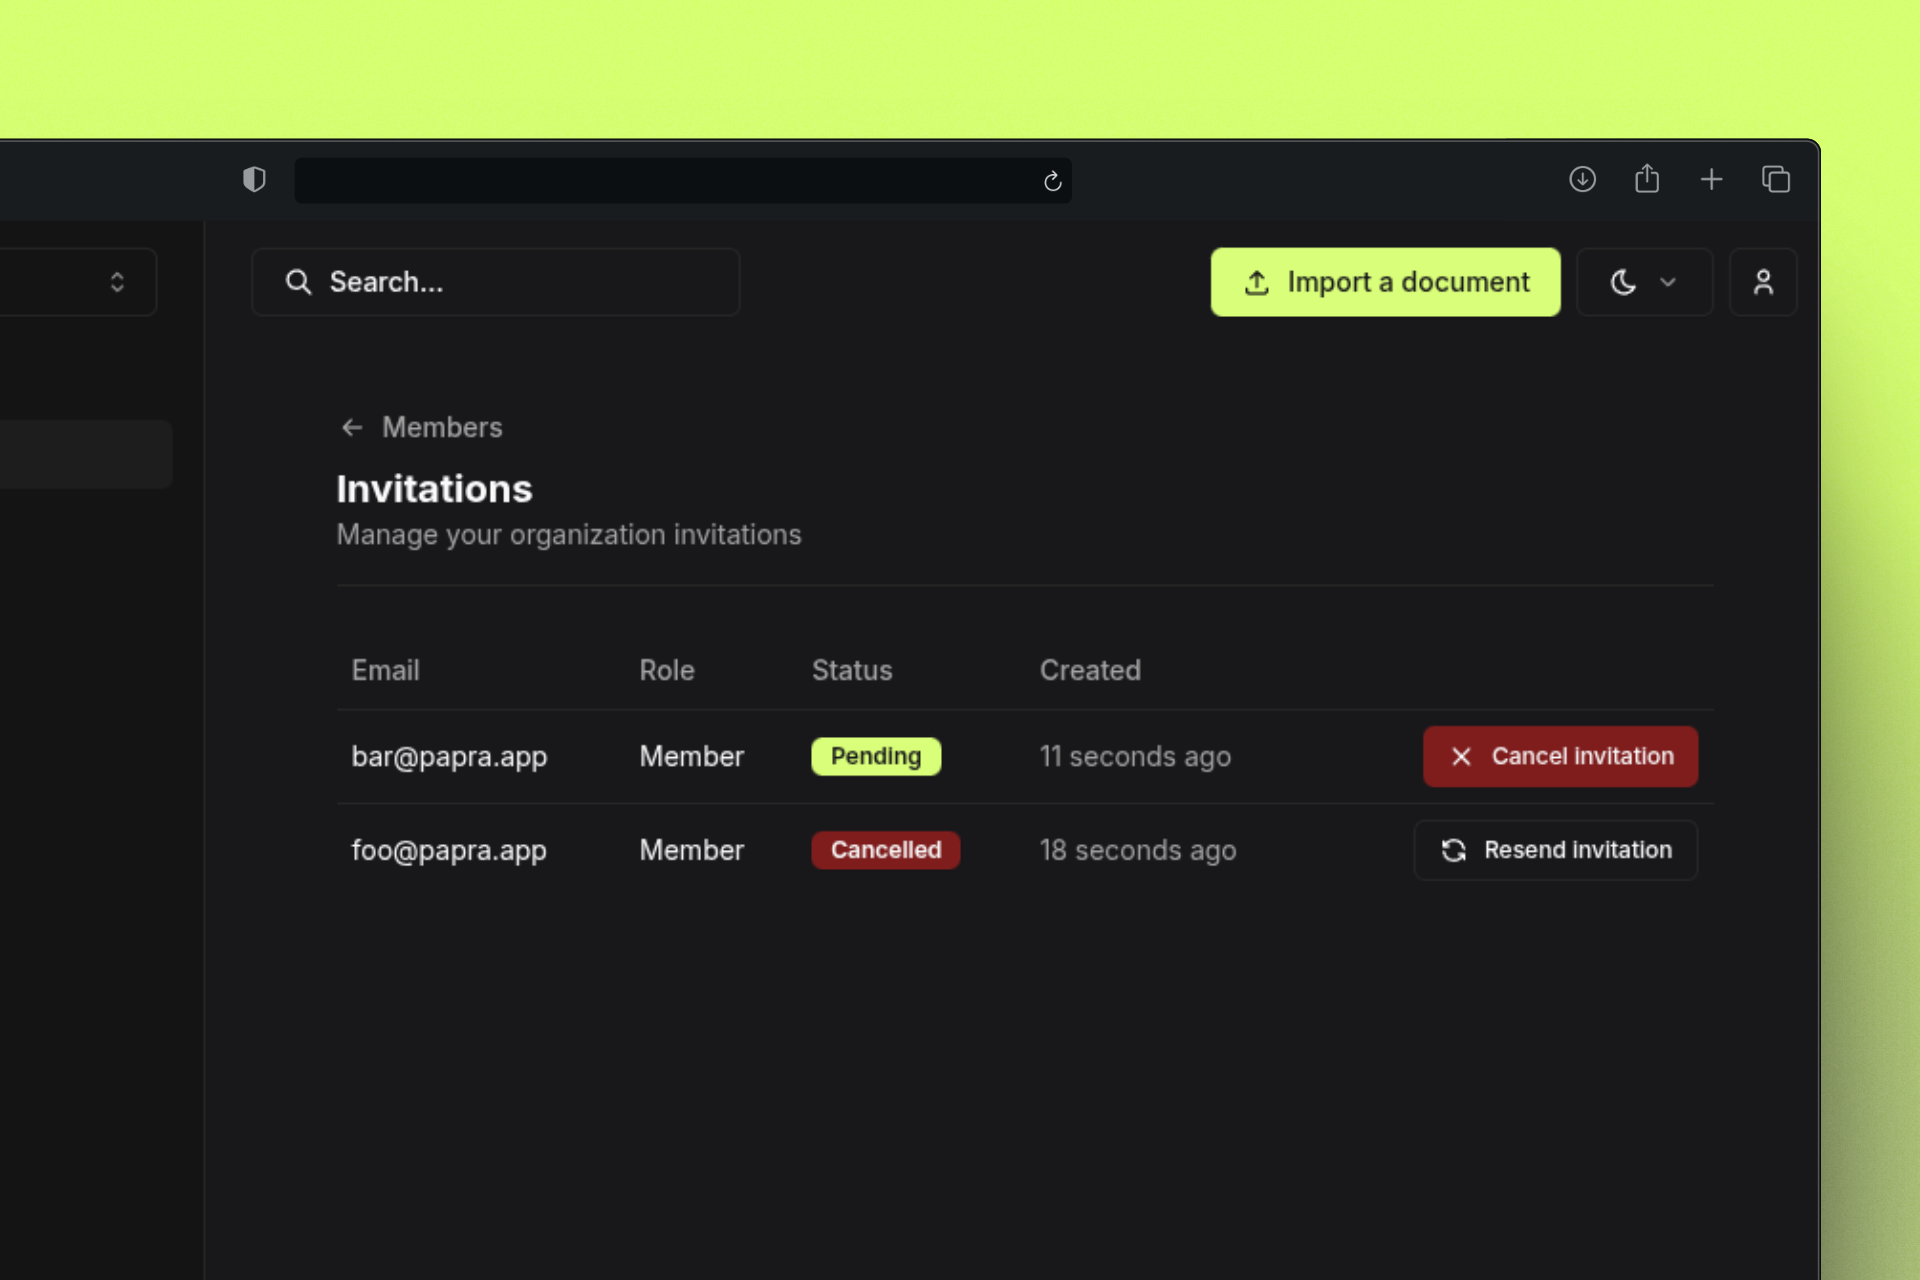 Search...
Import a document
Members
Invitations
Manage your organization invitations
Email Role Status Created
bar@papra.app Member Pending 11 seconds ago Cancel invitation
foo@papra.app Member Cancelled 18 seconds ago Resend invitation